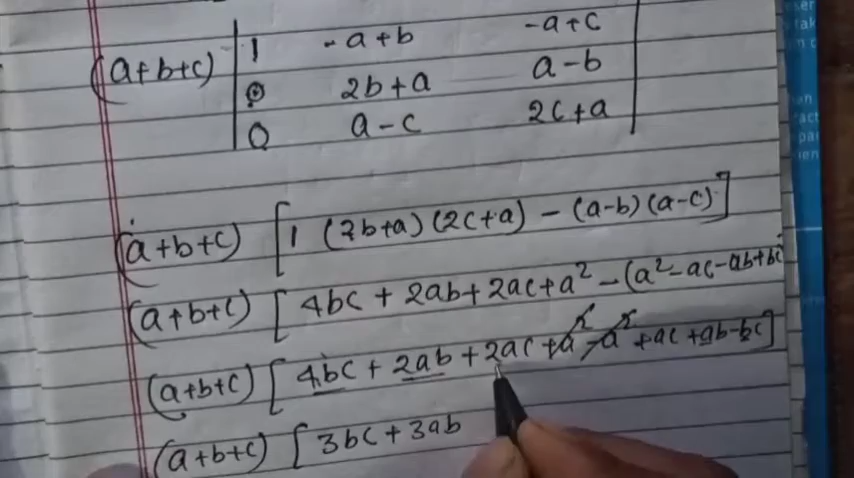 1 -a+b -a+c
(a+b+c) 0 2b+a a-b
0 a-c 2c+a
(a+b+c) [1 (2b+a) (2c+a) - (a-b) (a-c)]
(a+b+c) [4bc + 2ab + 2ac + a² - (a² - ac - ab + bc
(a+b+c) [4bc + 2ab + 2ac + a² - a² + ac + ab - bc]
(a+b+c) [3bc + 3ab